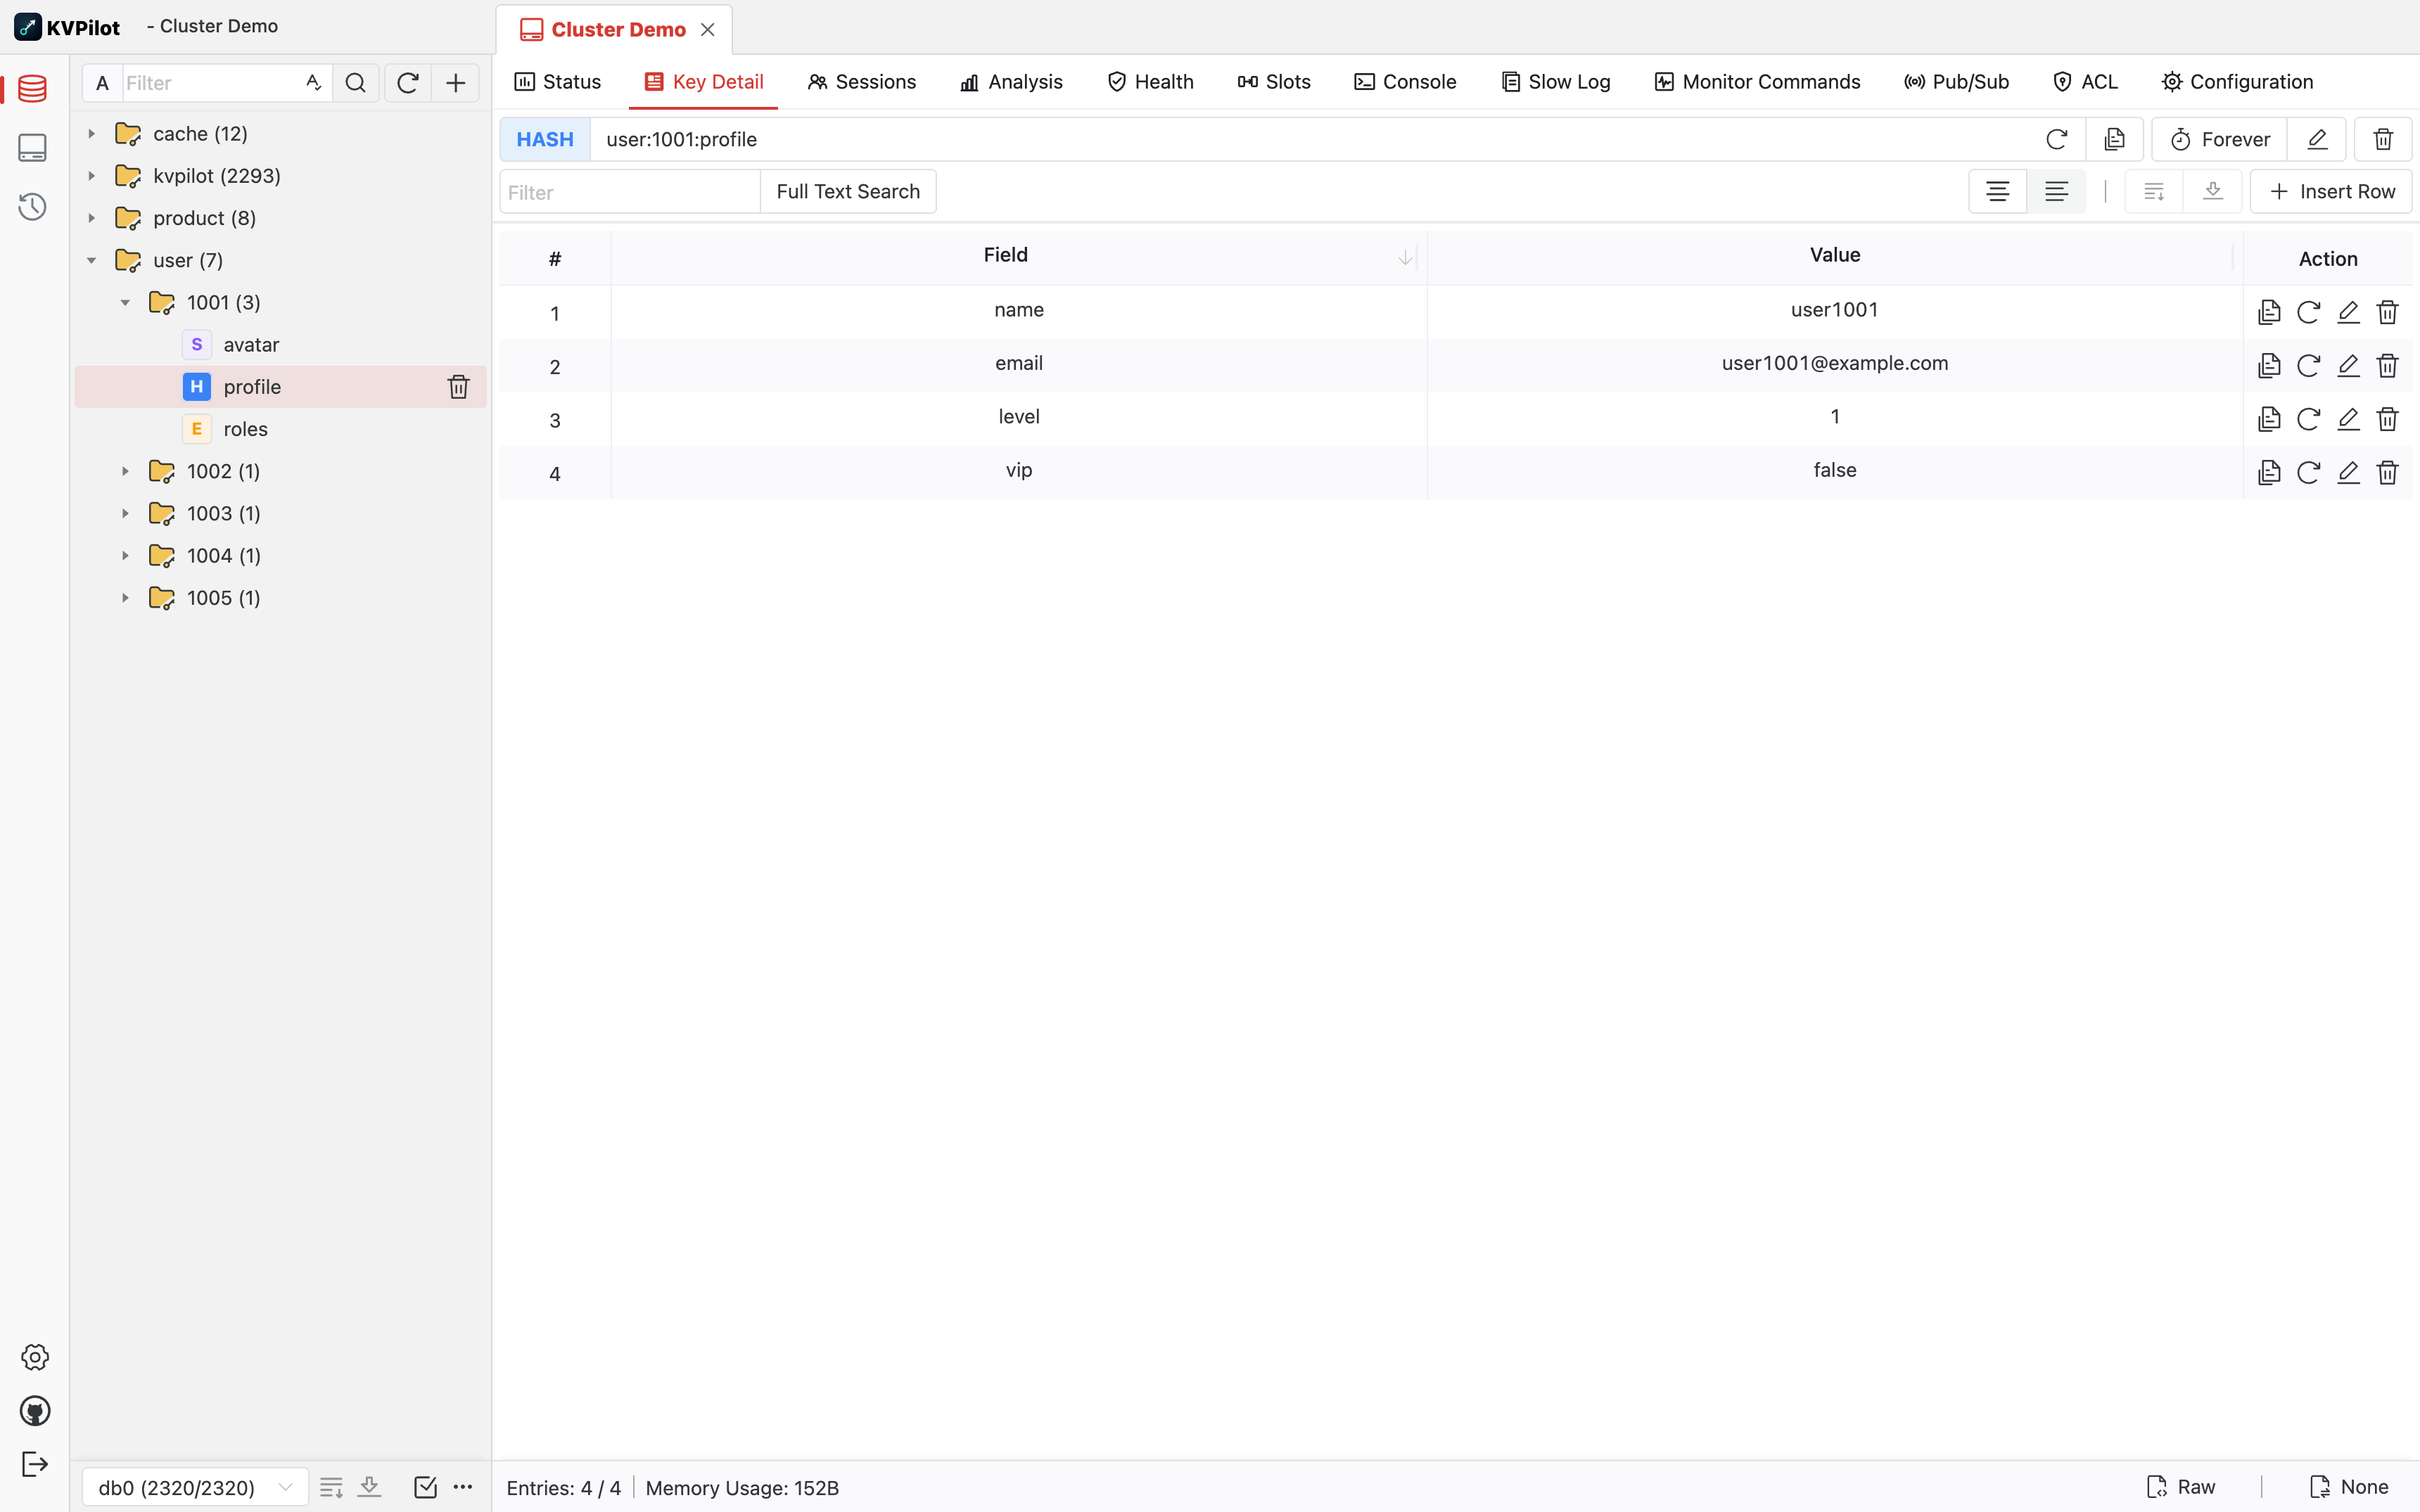 KVPilot - Cluster Demo
Cluster Demo
A Filter
Status Key Detail Sessions Analysis Health Slots Console Slow Log Monitor Commands Pub/Sub ACL Configuration
cache (12)
kvpilot (2293)
product (8)
user (7)
1001 (3)
S avatar
H profile
E roles
1002 (1)
1003 (1)
1004 (1)
1005 (1)
db0 (2320/2320)
HASH user:1001:profile Forever
Filter Full Text Search Insert Row
# Field Value Action
1 name user1001
2 email user1001@example.com
3 level 1
4 vip false
Entries: 4 / 4 Memory Usage: 152B Raw None